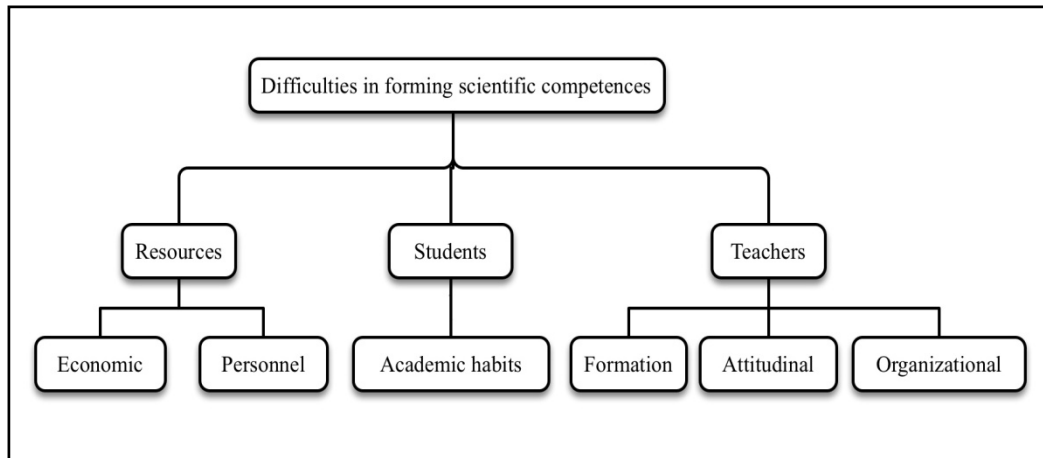 Difficulties in forming scientific competences
Resources
Students
Teachers
Economic
Personnel
Academic habits
Formation
Attitudinal
Organizational